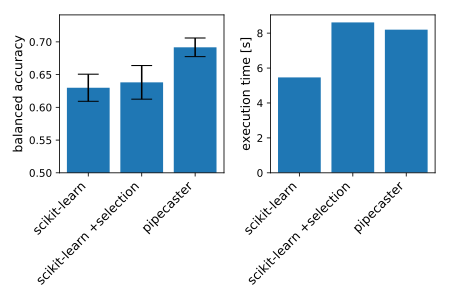 balanced accuracy
0.70
0.65
0.60
0.55
0.50
scikit-learn
scikit-learn +selection
pipecaster
execution time [s]
8
6
4
2
0
scikit-learn
scikit-learn +selection
pipecaster